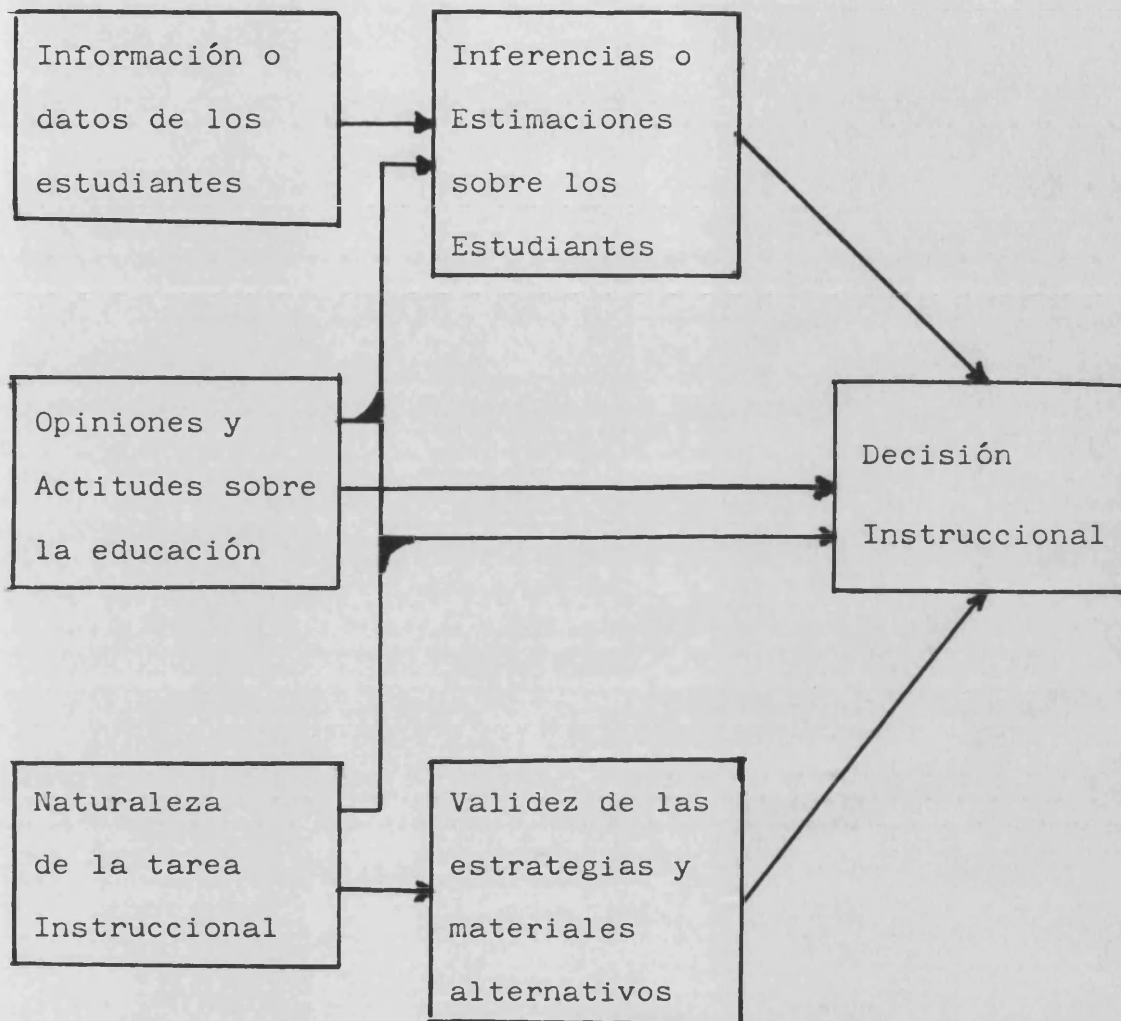 Información o
datos de los
estudiantes
Inferencias o
Estimaciones
sobre los
Estudiantes
Opiniones y
Actitudes sobre
la educación
Decisión
Instruccional
Naturaleza
de la tarea
Instruccional
Validez de las
estrategias y
materiales
alternativos